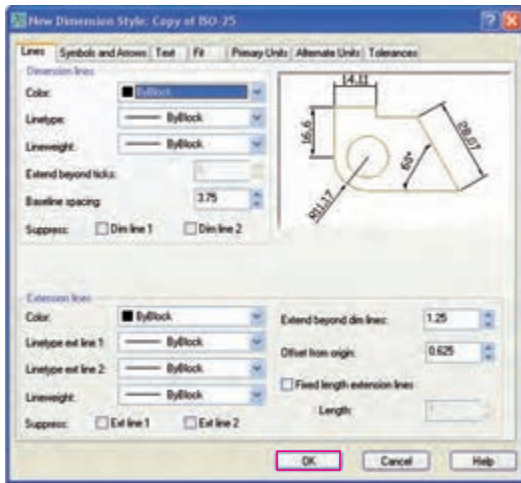 New Dimension Style: Copy of ISO-25
Lines Symbols and Arrows Text Fit Primary Units Alternate Units Tolerances
Dimension lines
Color: ByBlock
Linetype: ByBlock
Lineweight: ByBlock
Extend beyond ticks:
Baseline spacing: 3.75
Suppress: Dim line 1 Dim line 2
14.11
16.6
28.07
60°
R11.17
Extension lines
Color: ByBlock
Linetype ext line 1: ByBlock
Linetype ext line 2: ByBlock
Lineweight: ByBlock
Suppress: Ext line 1 Ext line 2
Extend beyond dim lines: 1.25
Offset from origin: 0.625
Fixed length extension lines
Length:
OK Cancel Help